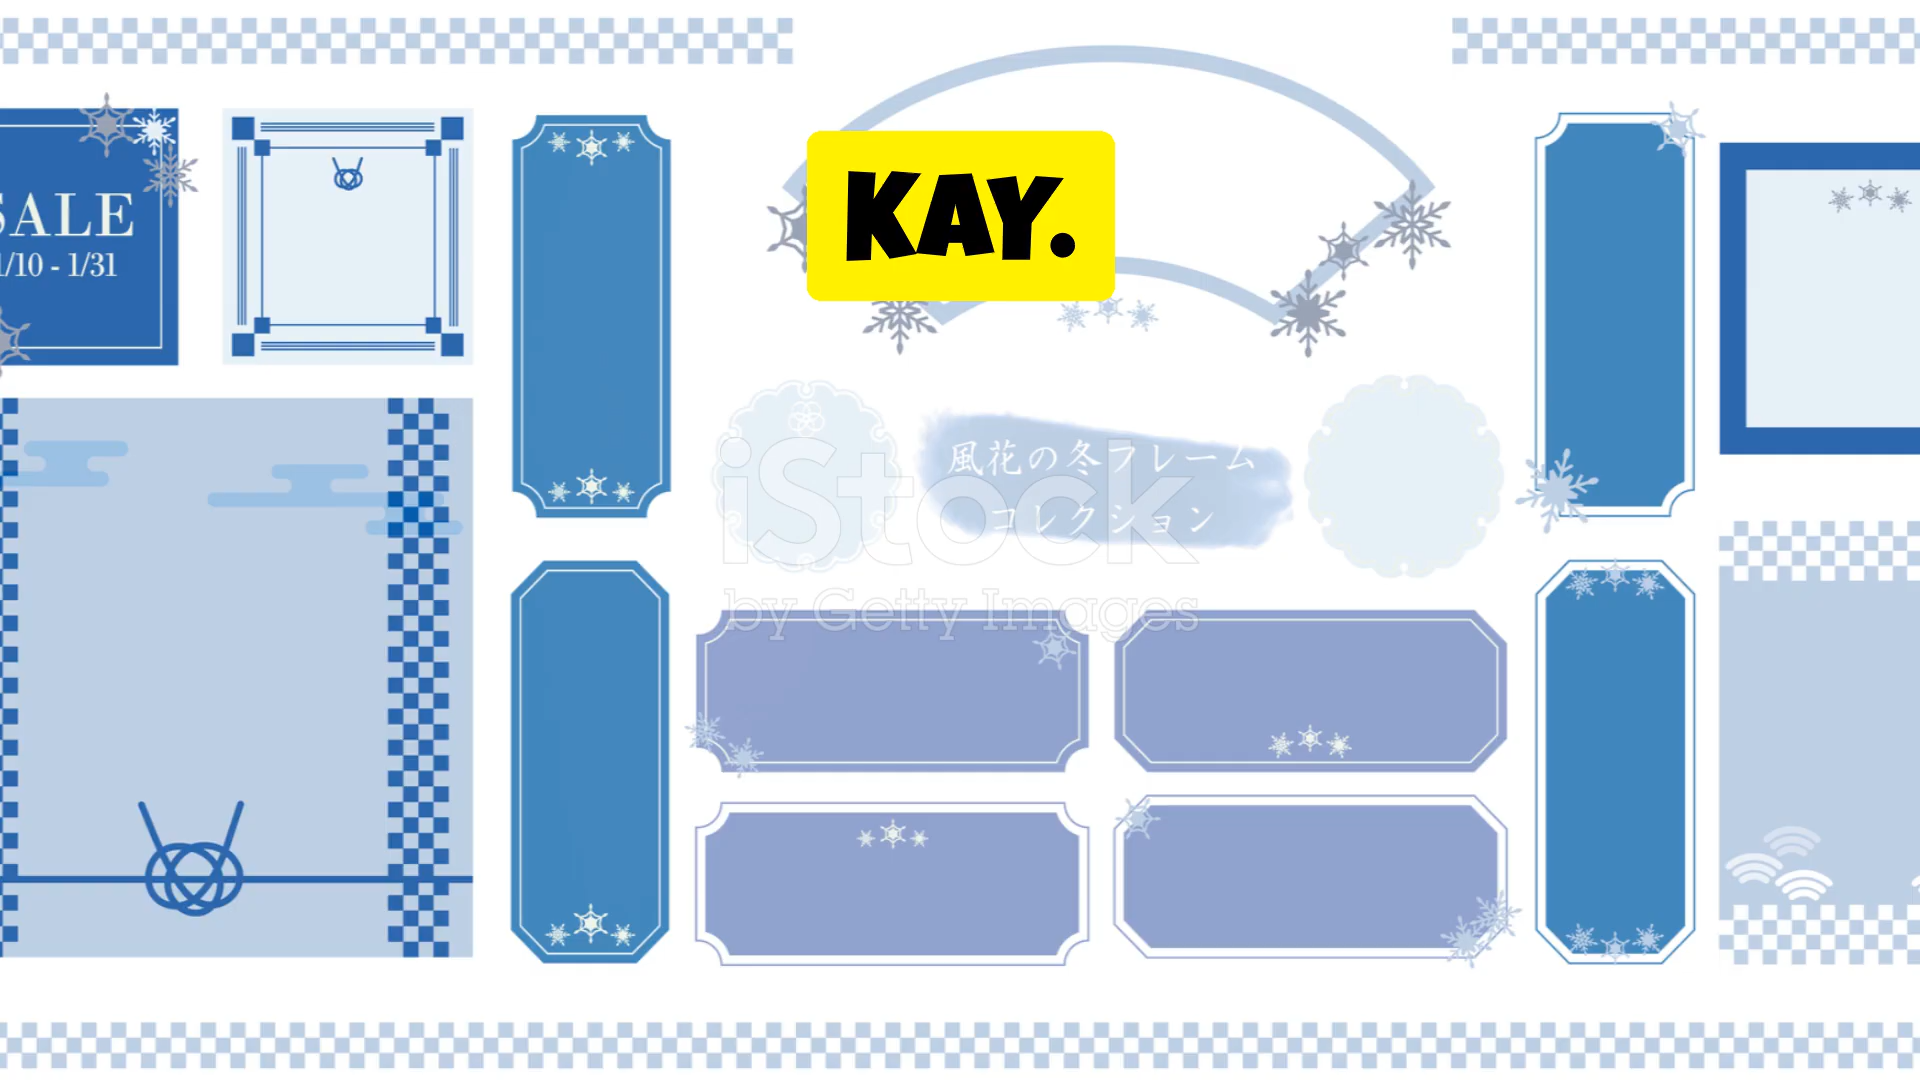 KAY.
SALE
1/10 - 1/31
風花の冬フレーム
コレクション
iStock
by Getty Images